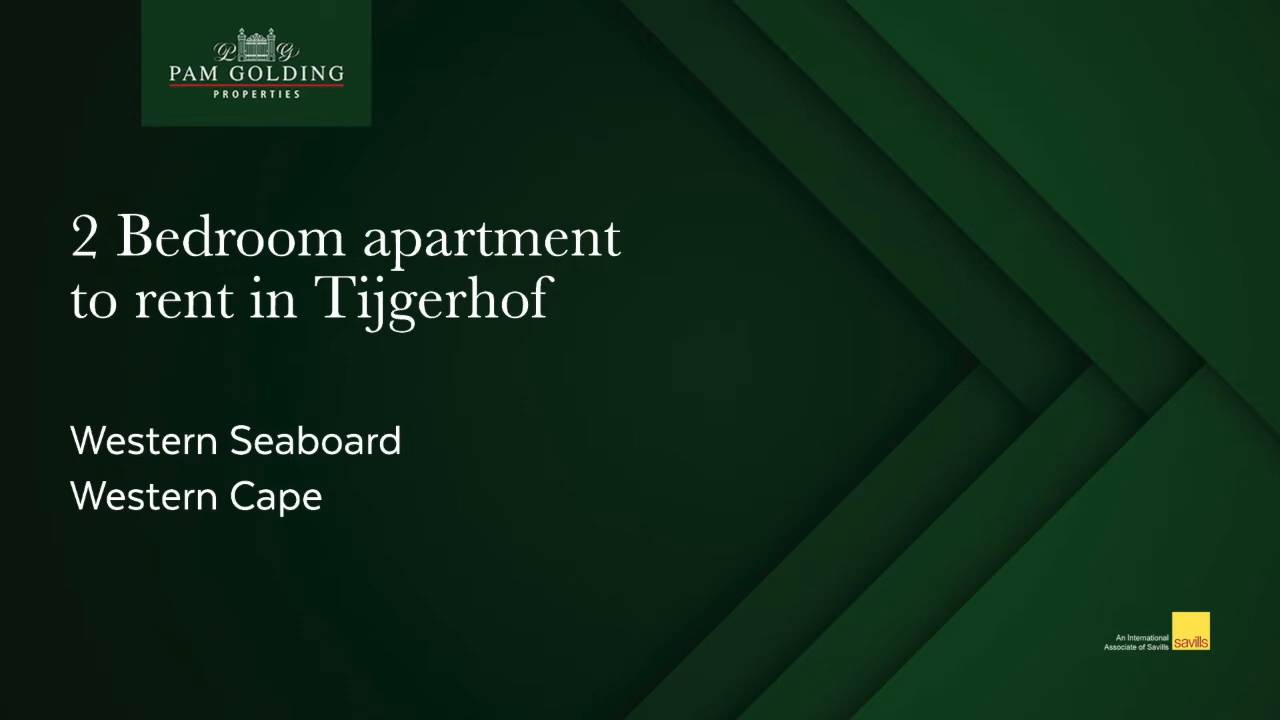 P G
PAM GOLDING
PROPERTIES
2 Bedroom apartment
to rent in Tijgerhof
Western Seaboard
Western Cape
An International
Associate of Savills
savills